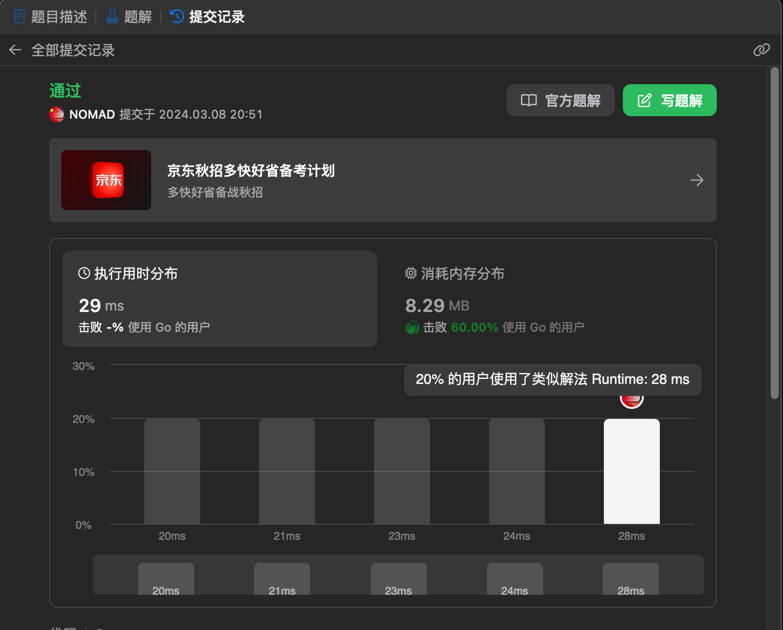 题目描述 题解 提交记录
全部提交记录
通过
NOMAD 提交于 2024.03.08 20:51
官方题解
写题解
京东
京东秋招多快好省备考计划
多快好省备战秋招
执行用时分布
29 ms
击败 -% 使用 Go 的用户
消耗内存分布
8.29 MB
击败 60.00% 使用 Go 的用户
20% 的用户使用了类似解法 Runtime: 28 ms
30%
20%
10%
0%
20ms 21ms 23ms 24ms 28ms
20ms 21ms 23ms 24ms 28ms